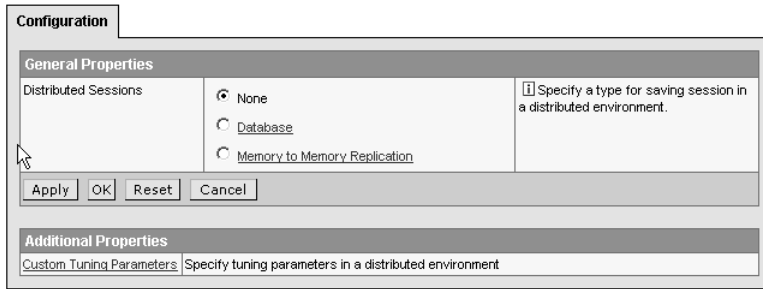 Configuration
General Properties
Distributed Sessions
None
Database
Memory to Memory Replication
i Specify a type for saving session in
a distributed environment.
Apply OK Reset Cancel
Additional Properties
Custom Tuning Parameters Specify tuning parameters in a distributed environment